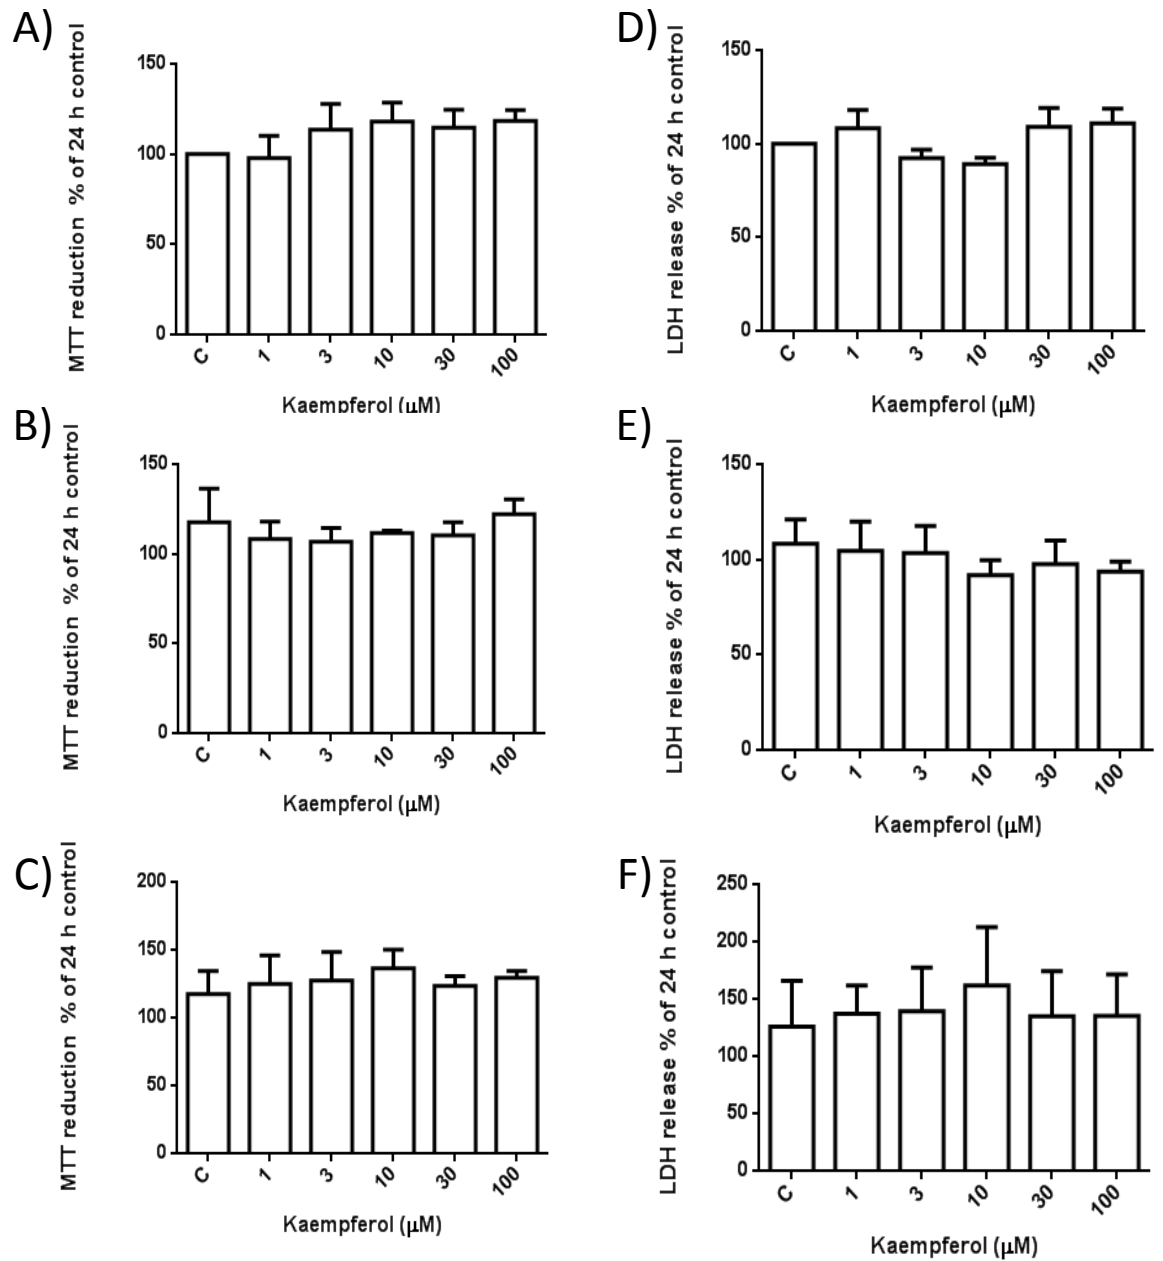 A)
MTT reduction % of 24 h control
150
100
50
0
C 1 3 10 30 100
Kaempferol (μM)
D)
LDH release % of 24 h control
150
100
50
0
C 1 3 10 30 100
Kaempferol (μM)
B)
MTT reduction % of 24 h control
150
100
50
0
C 1 3 10 30 100
Kaempferol (μM)
E)
LDH release % of 24 h control
150
100
50
0
C 1 3 10 30 100
Kaempferol (μM)
C)
MTT reduction % of 24 h control
200
150
100
50
0
C 1 3 10 30 100
Kaempferol (μM)
F)
LDH release % of 24 h control
250
200
150
100
50
0
C 1 3 10 30 100
Kaempferol (μM)